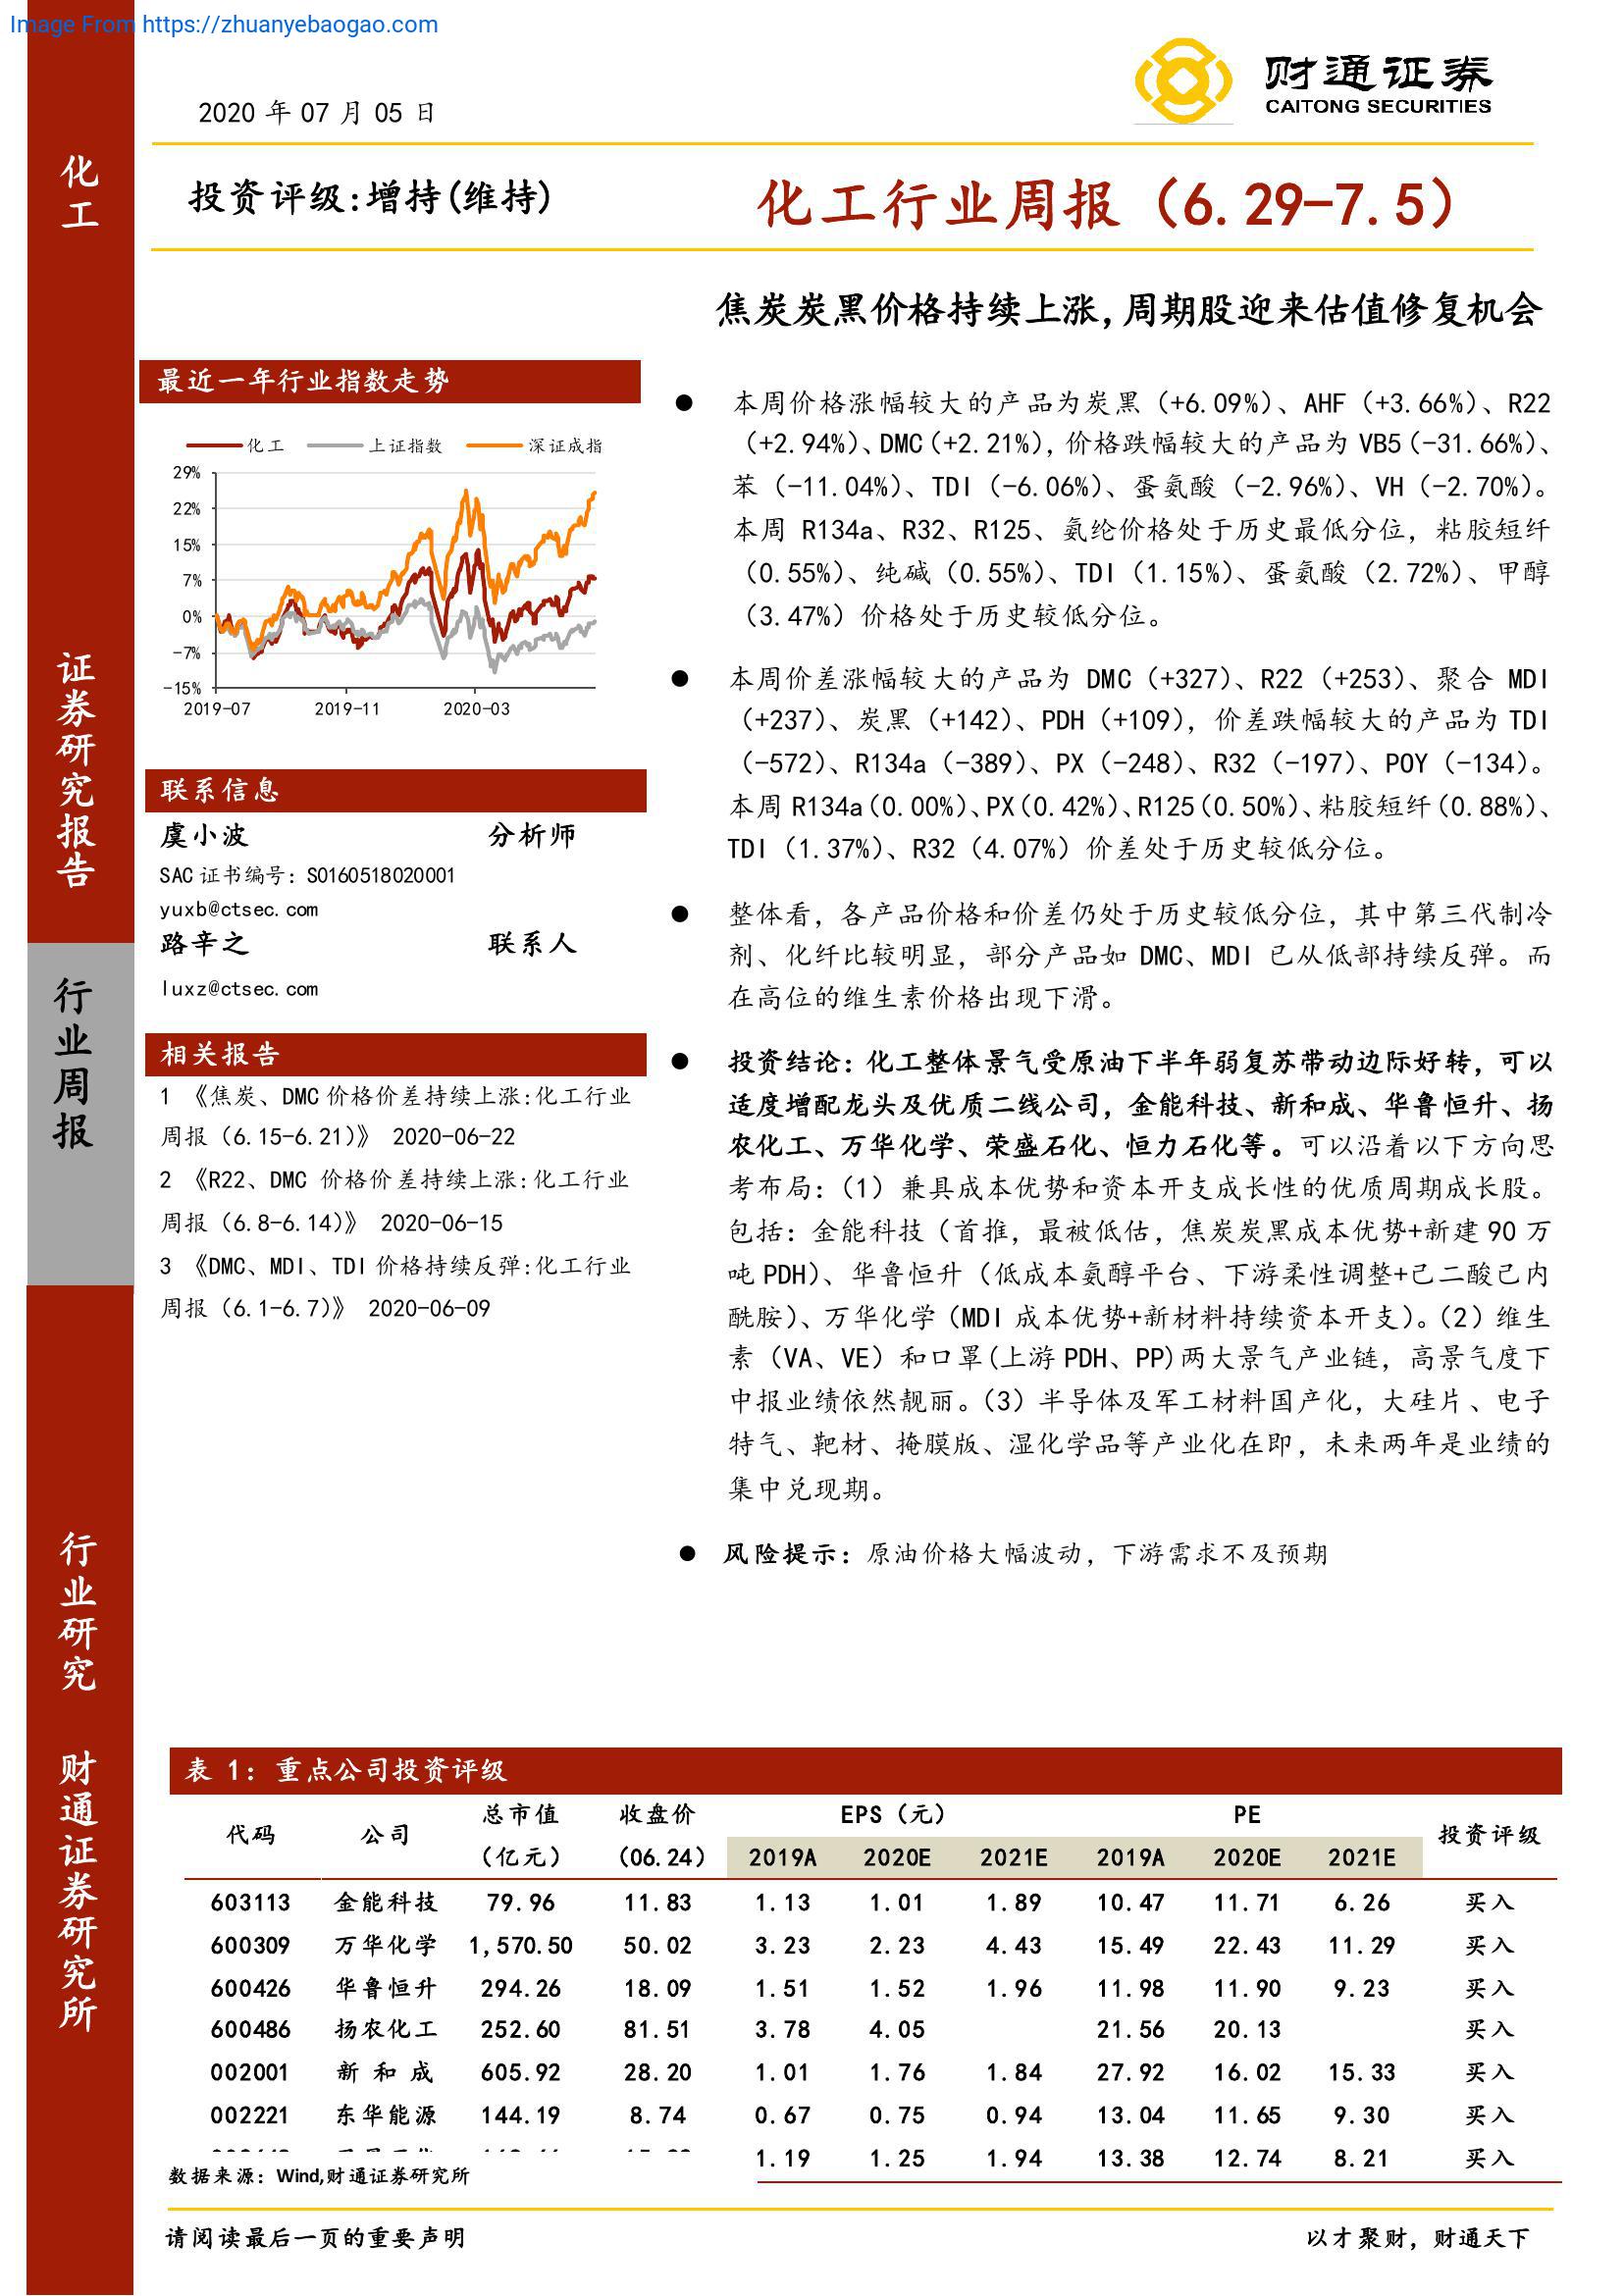 Image From https://zhuanyebaogao.com
财通证券
CAITONG SECURITIES
2020 年 07 月 05 日
化工
证券研究报告
行业周报
行业研究
财通证券研究所
投资评级:增持(维持)
化工行业周报（6.29-7.5）
焦炭炭黑价格持续上涨,周期股迎来估值修复机会
最近一年行业指数走势
化工 上证指数 深证成指
29%
22%
15%
7%
0%
-7%
-15%
2019-07 2019-11 2020-03
联系信息
虞小波 分析师
SAC 证书编号：S0160518020001
yuxb@ctsec.com
路辛之 联系人
luxz@ctsec.com
相关报告
1 《焦炭、DMC 价格价差持续上涨:化工行业
周报（6.15-6.21)》 2020-06-22
2 《R22、DMC 价格价差持续上涨:化工行业
周报（6.8-6.14)》 2020-06-15
3 《DMC、MDI、TDI 价格持续反弹:化工行业
周报（6.1-6.7)》 2020-06-09
● 本周价格涨幅较大的产品为炭黑（+6.09%）、AHF（+3.66%）、R22
（+2.94%）、DMC（+2.21%），价格跌幅较大的产品为 VB5（-31.66%）、
苯（-11.04%）、TDI（-6.06%）、蛋氨酸（-2.96%）、VH（-2.70%）。
本周 R134a、R32、R125、氨纶价格处于历史最低分位，粘胶短纤
（0.55%）、纯碱（0.55%）、TDI（1.15%）、蛋氨酸（2.72%）、甲醇
（3.47%）价格处于历史较低分位。
● 本周价差涨幅较大的产品为 DMC（+327）、R22（+253）、聚合 MDI
（+237）、炭黑（+142）、PDH（+109），价差跌幅较大的产品为 TDI
（-572）、R134a（-389）、PX（-248）、R32（-197）、POY（-134）。
本周 R134a（0.00%）、PX（0.42%）、R125（0.50%）、粘胶短纤（0.88%）、
TDI（1.37%）、R32（4.07%）价差处于历史较低分位。
● 整体看，各产品价格和价差仍处于历史较低分位，其中第三代制冷
剂、化纤比较明显，部分产品如 DMC、MDI 已从低部持续反弹。而
在高位的维生素价格出现下滑。
● 投资结论：化工整体景气受原油下半年弱复苏带动边际好转，可以
适度增配龙头及优质二线公司，金能科技、新和成、华鲁恒升、扬
农化工、万华化学、荣盛石化、恒力石化等。可以沿着以下方向思
考布局：（1）兼具成本优势和资本开支成长性的优质周期成长股。
包括：金能科技（首推，最被低估，焦炭炭黑成本优势+新建 90 万
吨 PDH）、华鲁恒升（低成本氨醇平台、下游柔性调整+己二酸己内
酰胺）、万华化学（MDI 成本优势+新材料持续资本开支）。（2）维生
素（VA、VE）和口罩(上游 PDH、PP)两大景气产业链，高景气度下
中报业绩依然靓丽。（3）半导体及军工材料国产化，大硅片、电子
特气、靶材、掩膜版、湿化学品等产业化在即，未来两年是业绩的
集中兑现期。
● 风险提示：原油价格大幅波动，下游需求不及预期
表 1：重点公司投资评级
代码 公司 总市值（亿元） 收盘价（06.24） EPS（元） PE 投资评级
2019A 2020E 2021E 2019A 2020E 2021E
603113 金能科技 79.96 11.83 1.13 1.01 1.89 10.47 11.71 6.26 买入
600309 万华化学 1,570.50 50.02 3.23 2.23 4.43 15.49 22.43 11.29 买入
600426 华鲁恒升 294.26 18.09 1.51 1.52 1.96 11.98 11.90 9.23 买入
600486 扬农化工 252.60 81.51 3.78 4.05 21.56 20.13 买入
002001 新和成 605.92 28.20 1.01 1.76 1.84 27.92 16.02 15.33 买入
002221 东华能源 144.19 8.74 0.67 0.75 0.94 13.04 11.65 9.30 买入
1.19 1.25 1.94 13.38 12.74 8.21 买入
数据来源：Wind,财通证券研究所
请阅读最后一页的重要声明
以才聚财，财通天下